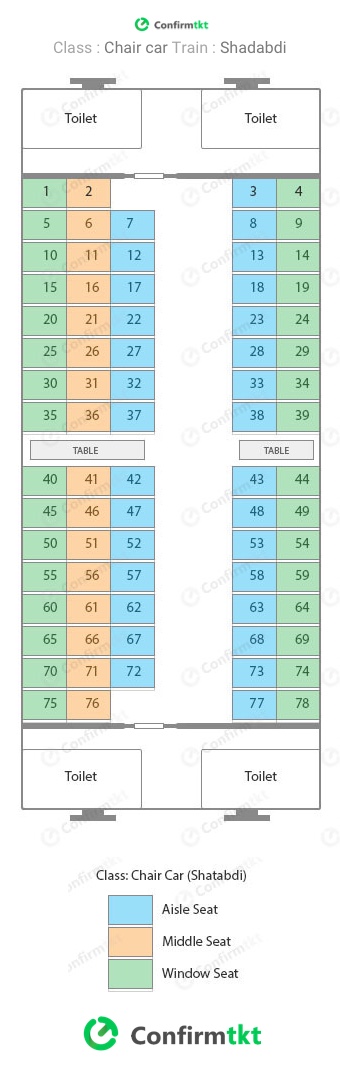 Confirmtkt
Class : Chair car Train : Shadabdi
Toilet Toilet
1 2 3 4
5 6 7 8 9
10 11 12 13 14
15 16 17 18 19
20 21 22 23 24
25 26 27 28 29
30 31 32 33 34
35 36 37 38 39
TABLE TABLE
40 41 42 43 44
45 46 47 48 49
50 51 52 53 54
55 56 57 58 59
60 61 62 63 64
65 66 67 68 69
70 71 72 73 74
75 76 77 78
Toilet Toilet
Class: Chair Car (Shatabdi)
Aisle Seat
Middle Seat
Window Seat
Confirmtkt